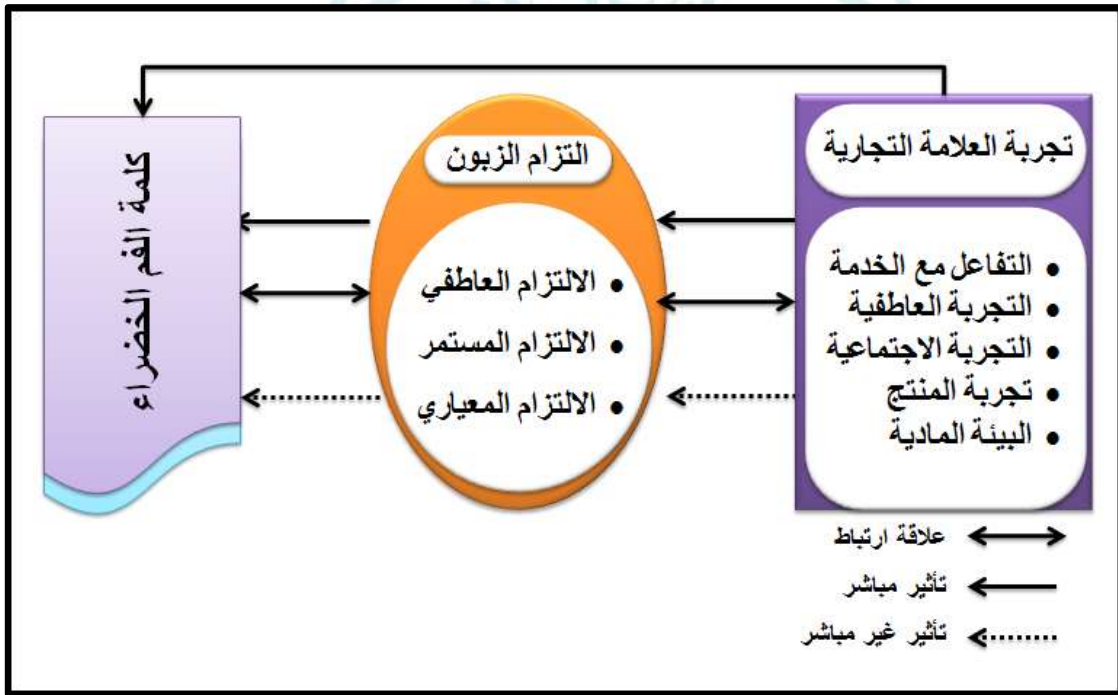 تجربة العلامة التجارية
• التفاعل مع الخدمة
• التجربة العاطفية
• التجربة الاجتماعية
• تجربة المنتج
• البيئة المادية
التزام الزبون
• الالتزام العاطفي
• الالتزام المستمر
• الالتزام المعياري
كلمة الفم الخضراء
علاقة ارتباط
تأثير مباشر
تأثير غير مباشر